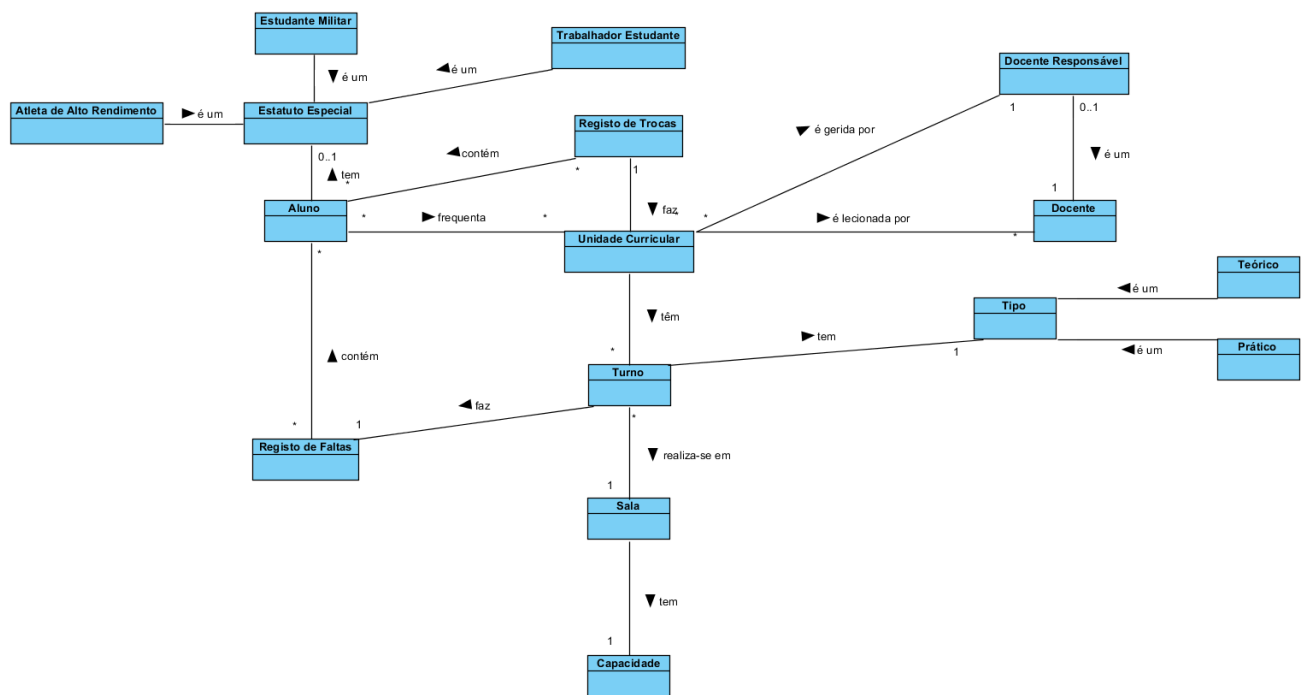 Estudante Militar
Trabalhador Estudante
Docente Responsável
é um
é um
Atleta de Alto Rendimento
é um
Estatuto Especial
Registo de Trocas
1
0..1
é gerida por
contém
0..1
tem
*
*
1
é um
Aluno
1
Docente
*
frequenta
*
faz
*
*
é lecionada por
*
Unidade Curricular
*
Teórico
é um
Tipo
têm
tem
*
1
é um
Prático
contém
Turno
faz
*
*
1
Registo de Faltas
realiza-se em
1
Sala
tem
1
Capacidade